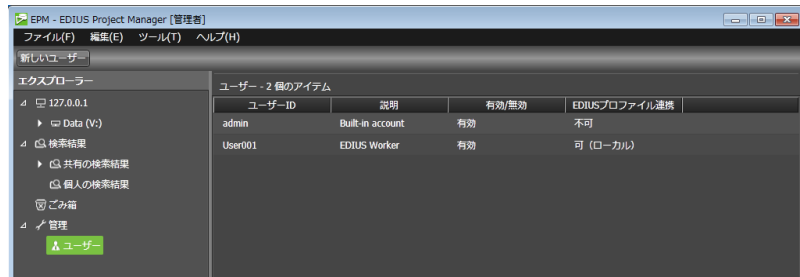 EPM - EDIUS Project Manager [管理者]
ファイル(F) 編集(E) ツール(T) ヘルプ(H)
新しいユーザー
エクスプローラー
127.0.0.1
Data (V:)
検索結果
共有の検索結果
個人の検索結果
ごみ箱
管理
ユーザー
ユーザー - 2 個のアイテム
ユーザーID 説明 有効/無効 EDIUSプロファイル連携
admin Built-in account 有効 不可
User001 EDIUS Worker 有効 可（ローカル）